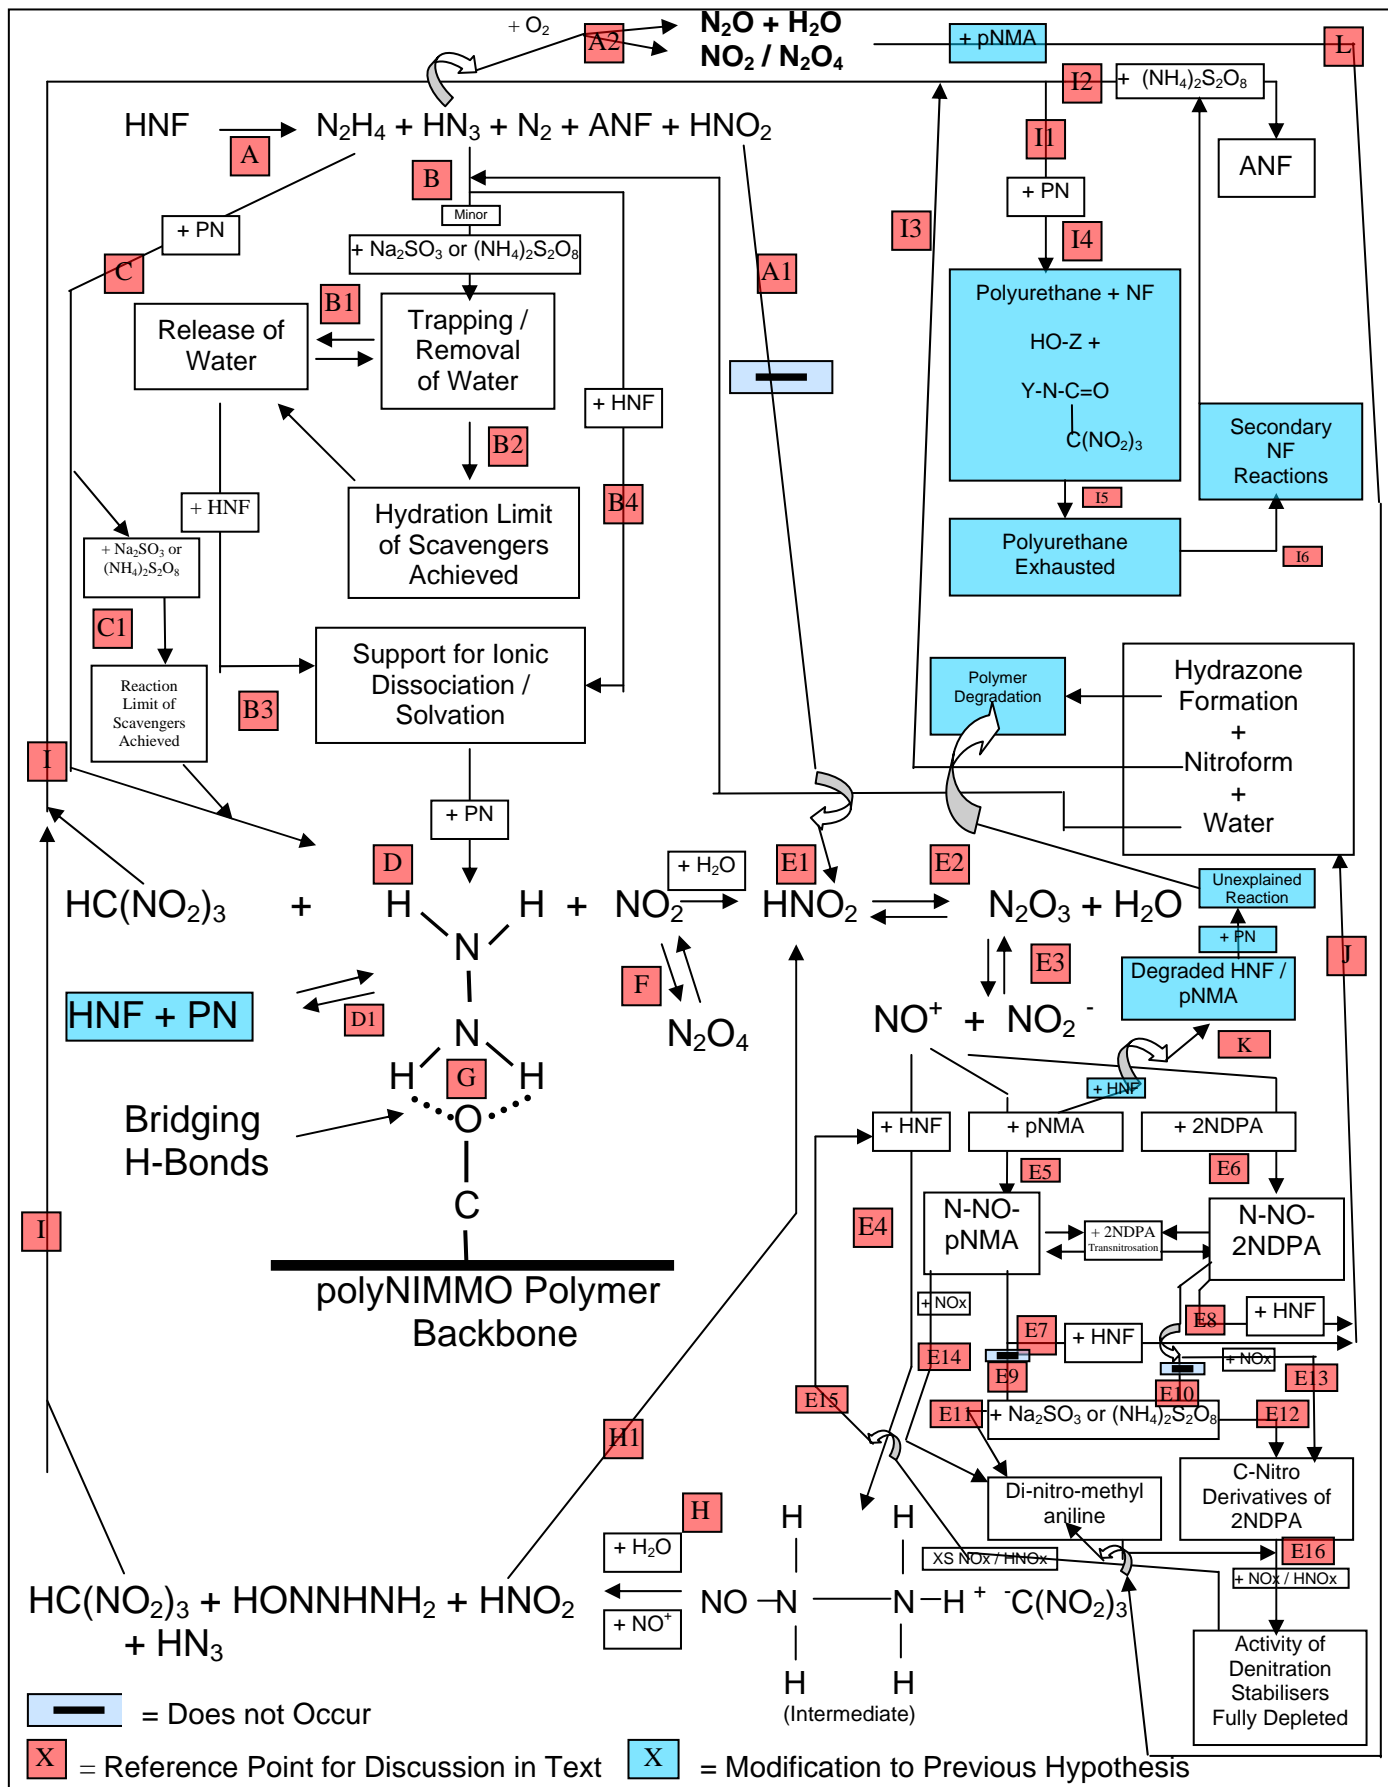 + O2
A2
N2O + H2O
NO2 / N2O4
+ pNMA
L
I2
+ (NH4)2S2O8
HNF
A
N2H4 + HN3 + N2 + ANF + HNO2
I1
ANF
B
Minor
+ PN
+ PN
C
+ Na2SO3 or (NH4)2S2O8
A1
I3
I4
B1
Release of
Water
Trapping /
Removal
of Water
+ HNF
Polyurethane + NF
HO-Z +
Y-N-C=O
C(NO2)3
B2
Secondary
NF
Reactions
+ HNF
B4
Hydration Limit
of Scavengers
Achieved
I5
Polyurethane
Exhausted
I6
+ Na2SO3 or
(NH4)2S2O8
C1
Reaction
Limit of
Scavengers
Achieved
B3
Support for Ionic
Dissociation /
Solvation
Polymer
Degradation
Hydrazone
Formation
+
Nitroform
+
Water
I
+ PN
D
+ H2O
E1
E2
Unexplained
Reaction
HC(NO2)3 + H H + NO2
HNO2
N2O3 + H2O
N
+ PN
J
E3
Degraded HNF /
pNMA
F
HNF + PN
D1
N
N2O4
NO+ + NO2 -
K
H G H
+ HNF
Bridging
H-Bonds
O
+ HNF
+ pNMA
+ 2NDPA
E5
E6
C
E4
N-NO-
pNMA
+ 2NDPA
Transnitrosation
N-NO-
2NDPA
I
polyNIMMO Polymer
Backbone
+ NOx
E8
+ HNF
E7
+ HNF
E14
E9
+ NOx
E13
E10
E15
E11
+ Na2SO3 or (NH4)2S2O8
E12
H1
Di-nitro-methyl
aniline
C-Nitro
Derivatives of
2NDPA
H
H H
+ H2O
XS NOx / HNOx
E16
+ NOx / HNOx
HC(NO2)3 + HONNHNH2 + HNO2
+ HN3
+ NO+
NO N N H + -C(NO2)3
H H
(Intermediate)
Activity of
Denitration
Stabilisers
Fully Depleted
= Does not Occur
X = Reference Point for Discussion in Text
X = Modification to Previous Hypothesis